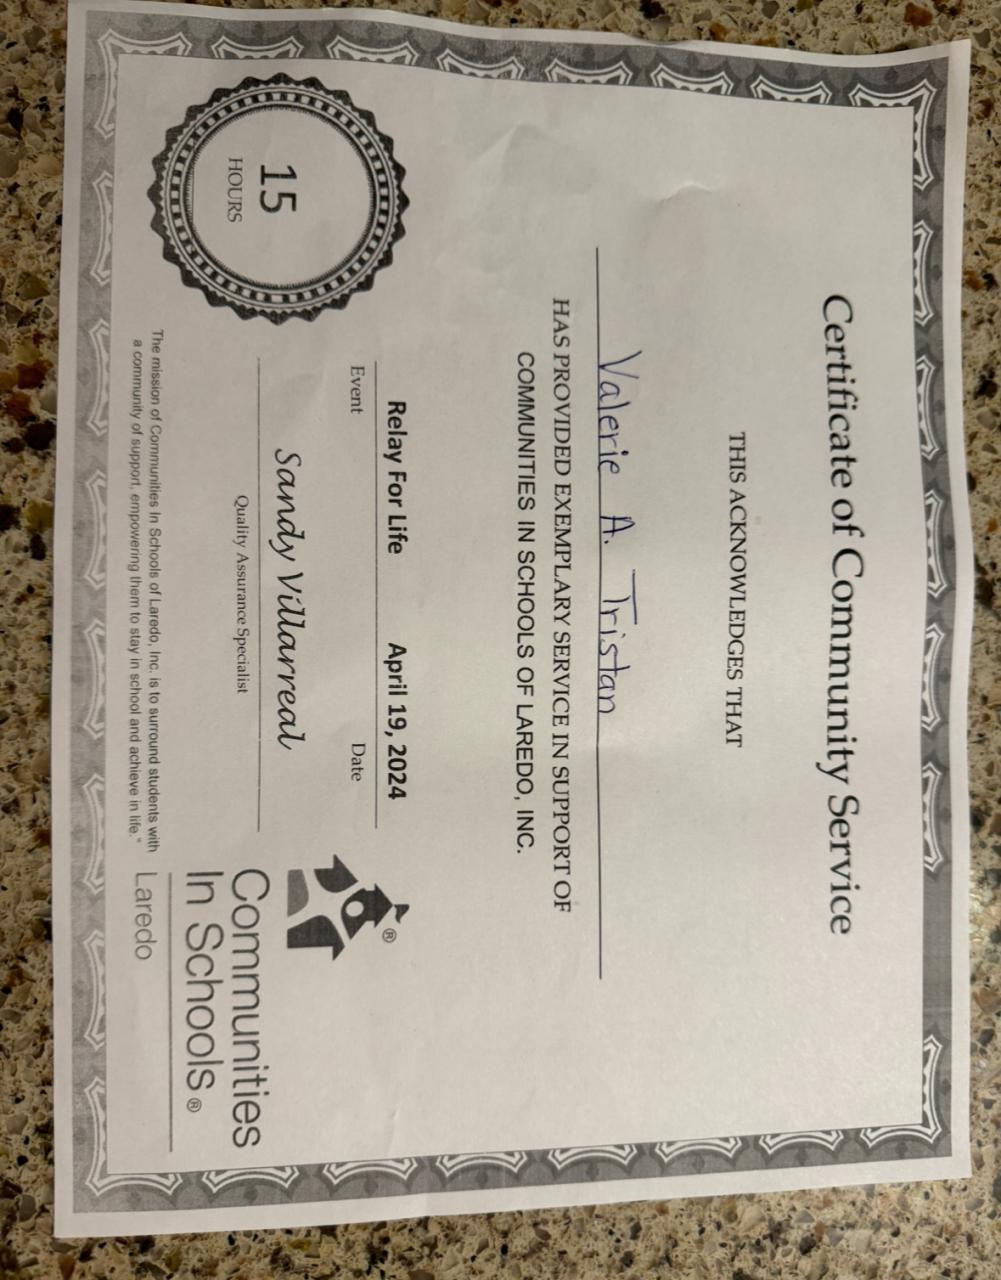 Certificate of Community Service
THIS ACKNOWLEDGES THAT
Valerie A. Tristan
HAS PROVIDED EXEMPLARY SERVICE IN SUPPORT OF
COMMUNITIES IN SCHOOLS OF LAREDO, INC.
15
HOURS
Relay For Life April 19, 2024
Event Date
Sandy Villarreal
Quality Assurance Specialist
The mission of Communities In Schools of Laredo, Inc. is to surround students with
a community of support, empowering them to stay in school and achieve in life."
®
Communities
In Schools®
Laredo